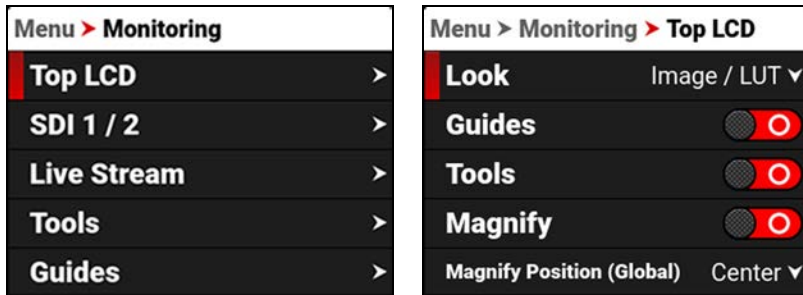 Menu > Monitoring
Top LCD >
SDI 1 / 2 >
Live Stream >
Tools >
Guides >
Menu > Monitoring > Top LCD
Look Image / LUT
Guides
Tools
Magnify
Magnify Position (Global) Center